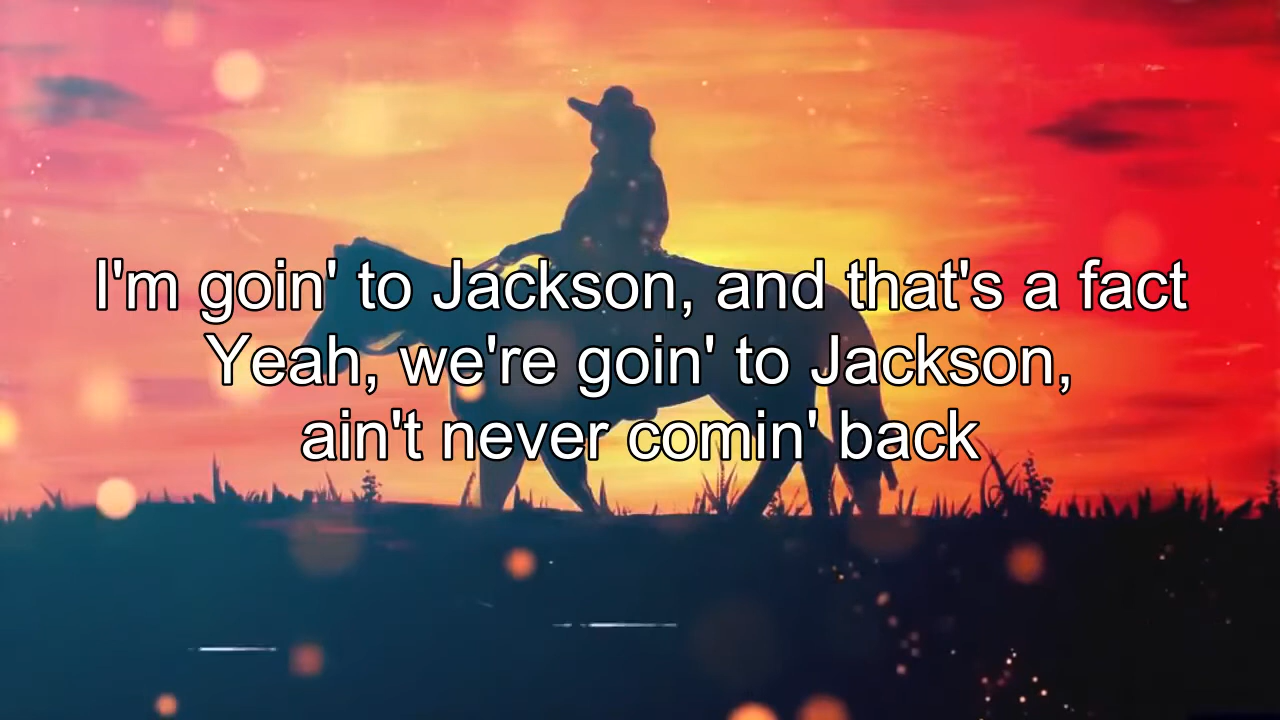 I'm goin' to Jackson, and that's a fact
Yeah, we're goin' to Jackson,
ain't never comin' back